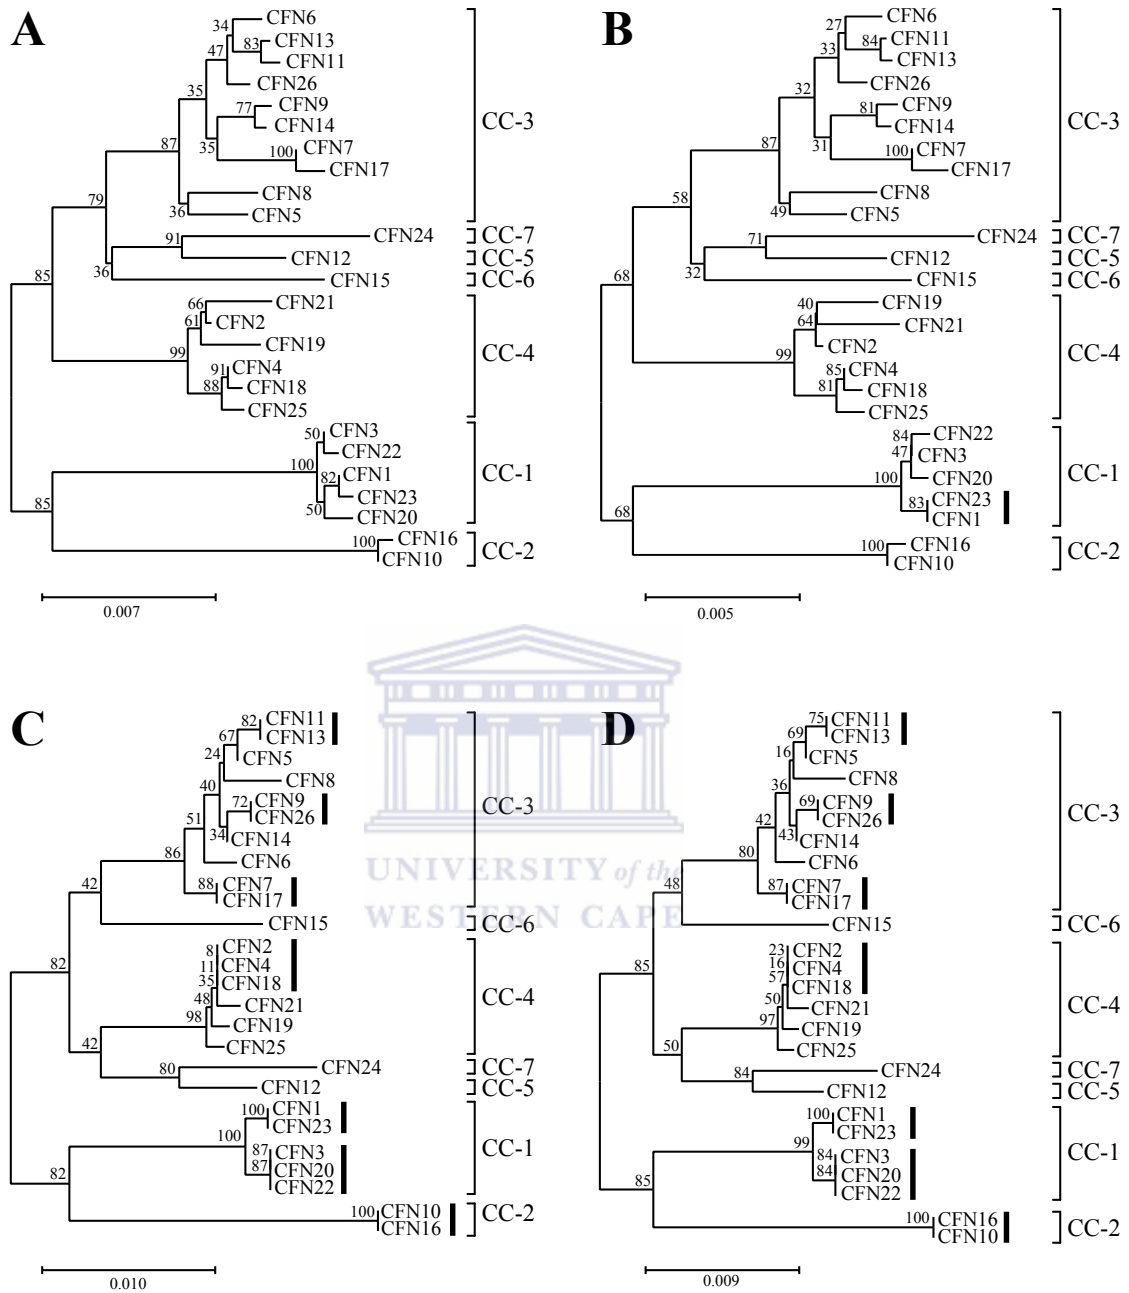 A
34
CFN6
83
CFN13
47
CFN11
CFN26
35
77
CFN9
CFN14
87
35
100
CFN7
CFN17
CC-3
CFN8
36
CFN5
79
91
CFN24
CC-7
CFN12
CC-5
36
CFN15
CC-6
85
66
CFN21
61
CFN2
CFN19
99
91
CFN4
88
CFN18
CFN25
CC-4
50
CFN3
CFN22
100
82
CFN1
CFN23
50
CFN20
CC-1
85
100
CFN16
CFN10
CC-2
0.007
B
27
CFN6
84
CFN11
33
CFN13
CFN26
32
81
CFN9
CFN14
87
31
100
CFN7
CFN17
CC-3
CFN8
49
CFN5
58
71
CFN24
CC-7
CFN12
CC-5
32
CFN15
CC-6
68
40
CFN19
64
CFN21
CFN2
99
85
CFN4
81
CFN18
CFN25
CC-4
84
CFN22
47
CFN3
CFN20
100
83
CFN23
CFN1
CC-1
68
100
CFN16
CFN10
CC-2
0.005
UNIVERSITY of the
WESTERN CAPE
C
82
CFN11
CFN13
67
CFN5
24
CFN8
40
72
CFN9
CFN26
34
CFN14
51
CFN6
86
88
CFN7
CFN17
CC-3
42
CFN15
CC-6
82
8
CFN2
11
CFN4
35
CFN18
48
CFN21
98
CFN19
CFN25
CC-4
42
80
CFN24
CC-7
CFN12
CC-5
100
CFN1
CFN23
100
87
CFN3
87
CFN20
CFN22
CC-1
82
100
CFN10
CFN16
CC-2
0.010
D
75
CFN11
CFN13
69
CFN5
16
CFN8
36
69
CFN9
CFN26
43
CFN14
42
CFN6
80
87
CFN7
CFN17
CC-3
48
CFN15
CC-6
85
23
CFN2
16
CFN4
57
CFN18
50
CFN21
97
CFN19
CFN25
CC-4
50
84
CFN24
CC-7
CFN12
CC-5
100
CFN1
CFN23
99
84
CFN3
84
CFN20
CFN22
CC-1
85
100
CFN16
CFN10
CC-2
0.009